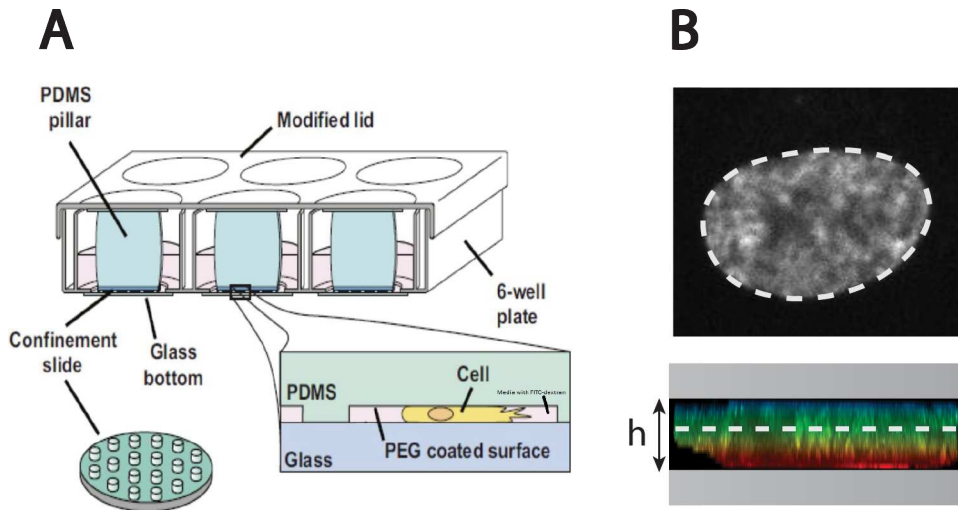 A
B
PDMS
pillar
Modified lid
6-well
plate
Confinement
slide
Glass
bottom
PDMS
Cell
Media with FITC-dextran
PEG coated surface
Glass
h